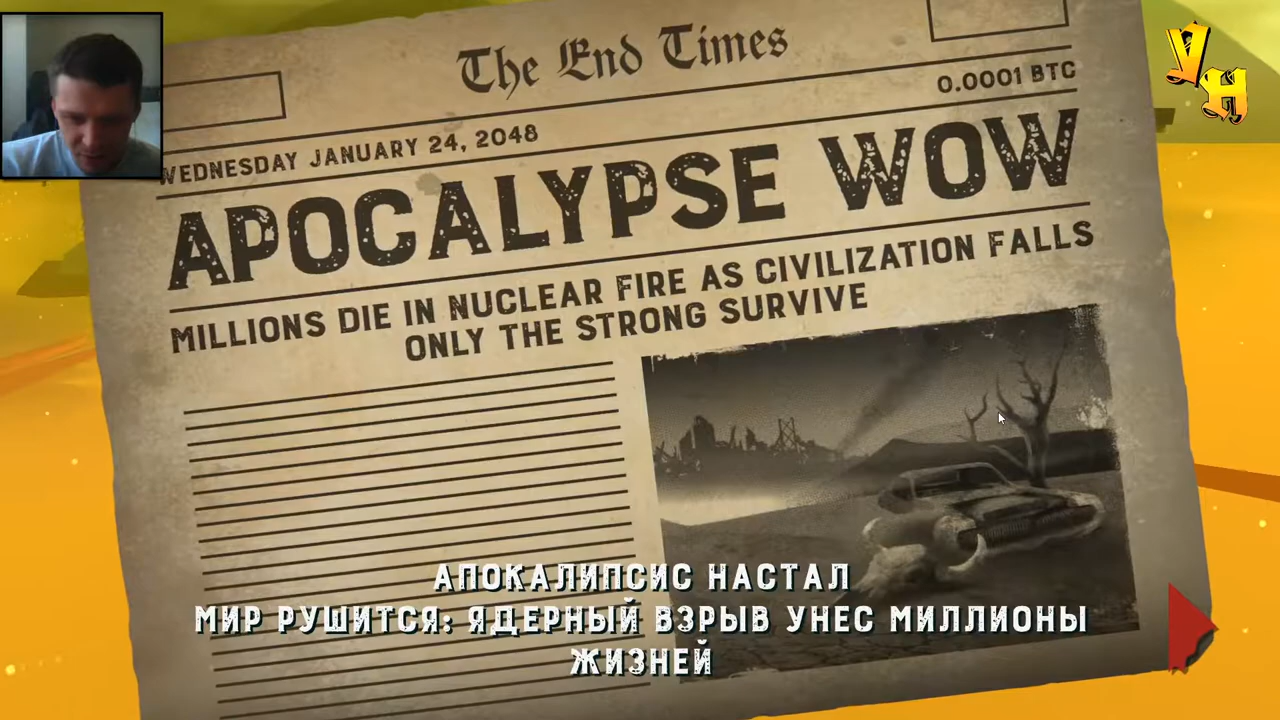 The End Times
0.0001 BTC
WEDNESDAY JANUARY 24, 2048
APOCALYPSE WOW
MILLIONS DIE IN NUCLEAR FIRE AS CIVILIZATION FALLS
ONLY THE STRONG SURVIVE
АПОКАЛИПСИС НАСТАЛ
МИР РУШИТСЯ: ЯДЕРНЫЙ ВЗРЫВ УНЕС МИЛЛИОНЫ
ЖИЗНЕЙ
УН